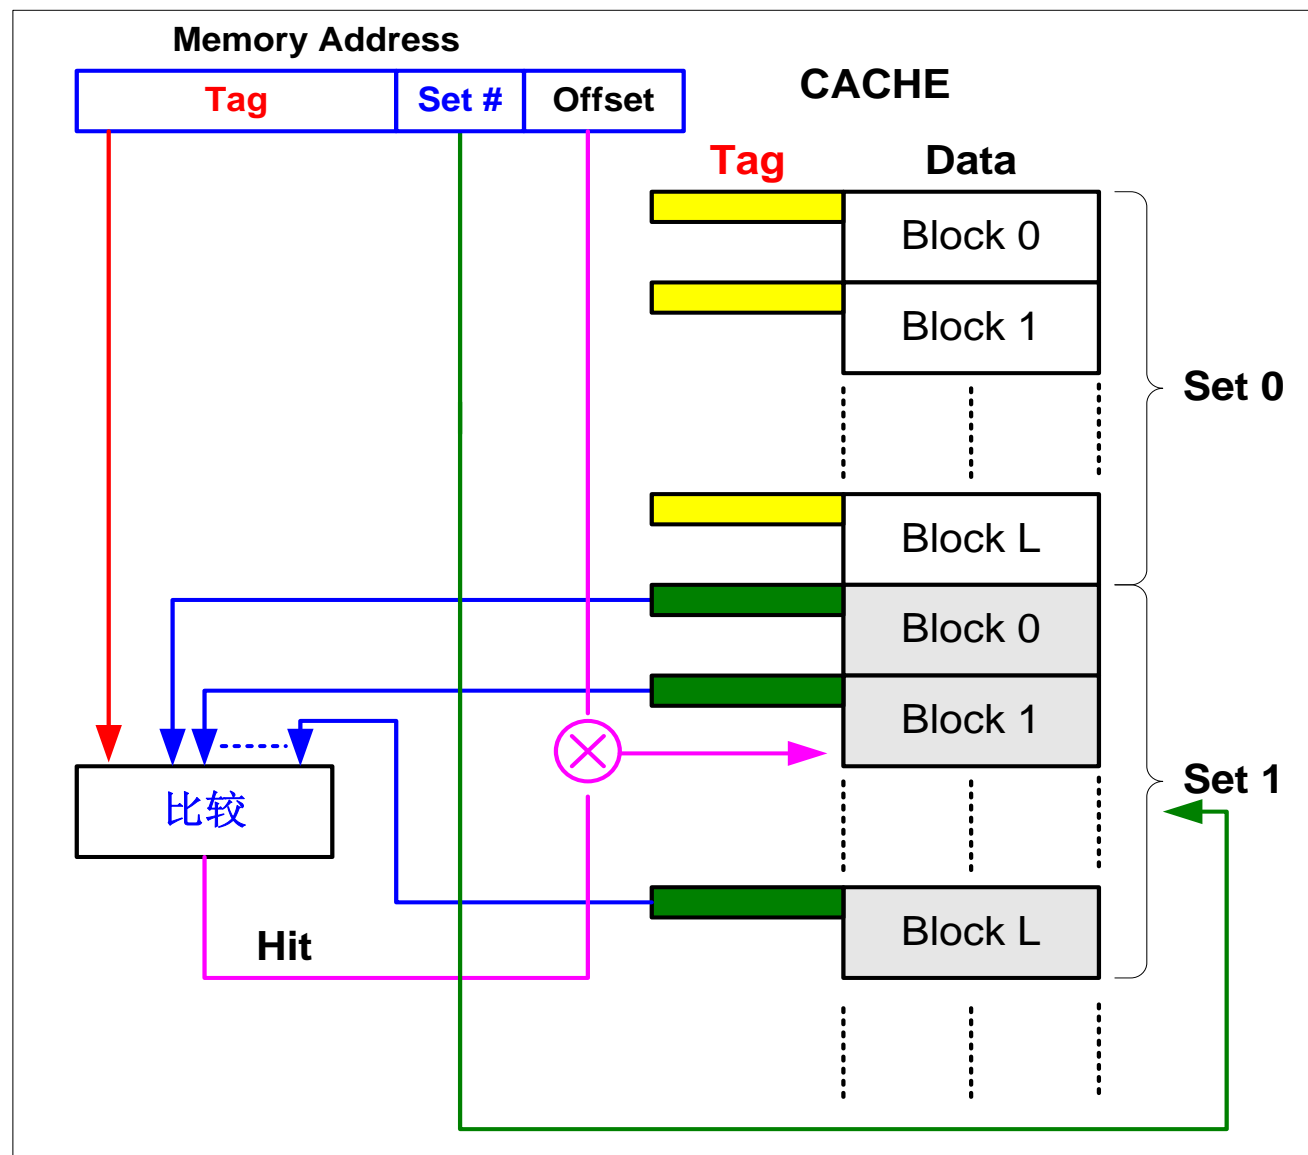 Memory Address
Tag Set # Offset
CACHE
Tag Data
Block 0
Block 1
Set 0
Block L
Block 0
Block 1
Set 1
比较
Block L
Hit